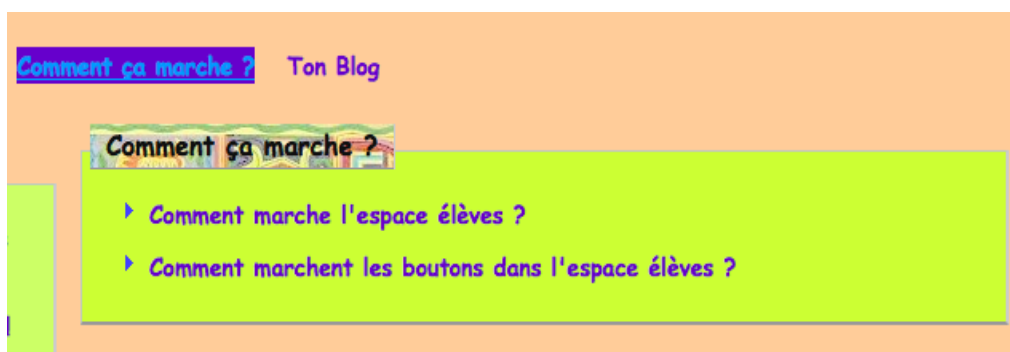 Comment ça marche ? Ton Blog
Comment ça marche ?
Comment marche l'espace élèves ?
Comment marchent les boutons dans l'espace élèves ?